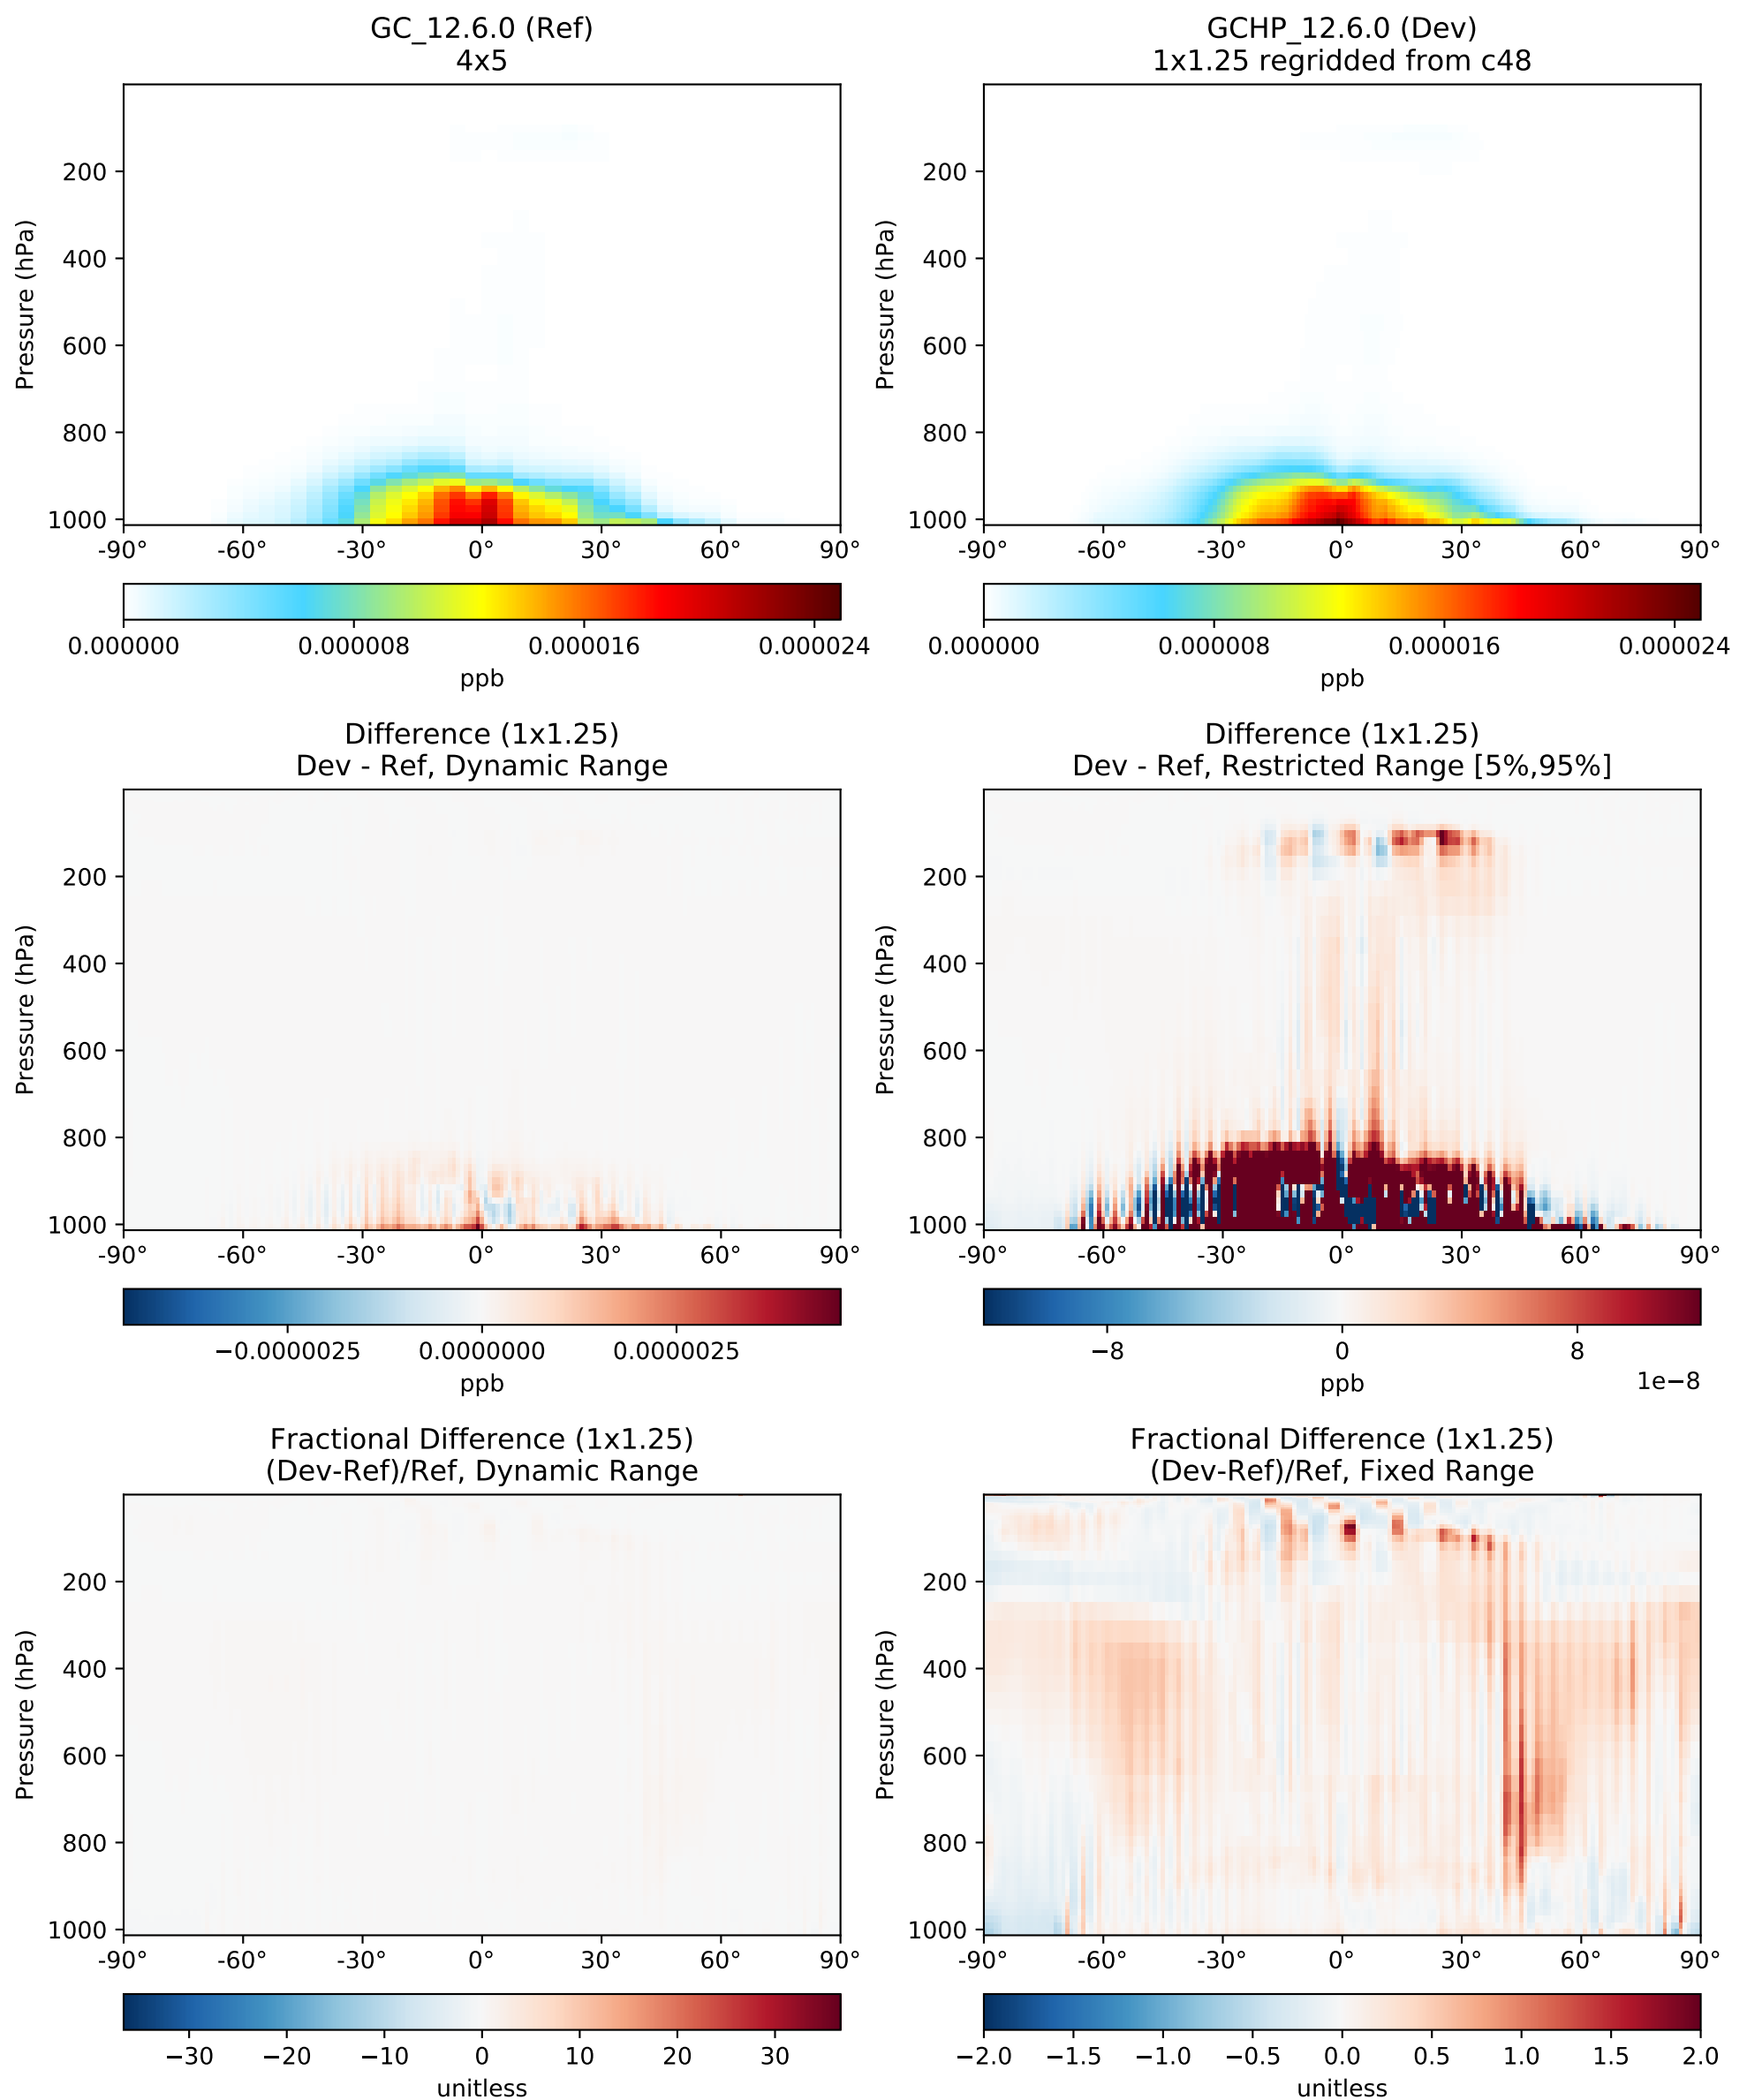 GC_12.6.0 (Ref)
4x5
Pressure (hPa)
200
400
600
800
1000
-90° -60° -30° 0° 30° 60° 90°
0.000000 0.000008 0.000016 0.000024
ppb
GCHP_12.6.0 (Dev)
1x1.25 regridded from c48
Pressure (hPa)
200
400
600
800
1000
-90° -60° -30° 0° 30° 60° 90°
0.000000 0.000008 0.000016 0.000024
ppb
Difference (1x1.25)
Dev - Ref, Dynamic Range
Pressure (hPa)
200
400
600
800
1000
-90° -60° -30° 0° 30° 60° 90°
−0.0000025 0.0000000 0.0000025
ppb
Difference (1x1.25)
Dev - Ref, Restricted Range [5%,95%]
Pressure (hPa)
200
400
600
800
1000
-90° -60° -30° 0° 30° 60° 90°
−8 0 8
ppb
1e−8
Fractional Difference (1x1.25)
(Dev-Ref)/Ref, Dynamic Range
Pressure (hPa)
200
400
600
800
1000
-90° -60° -30° 0° 30° 60° 90°
−30 −20 −10 0 10 20 30
unitless
Fractional Difference (1x1.25)
(Dev-Ref)/Ref, Fixed Range
Pressure (hPa)
200
400
600
800
1000
-90° -60° -30° 0° 30° 60° 90°
−2.0 −1.5 −1.0 −0.5 0.0 0.5 1.0 1.5 2.0
unitless